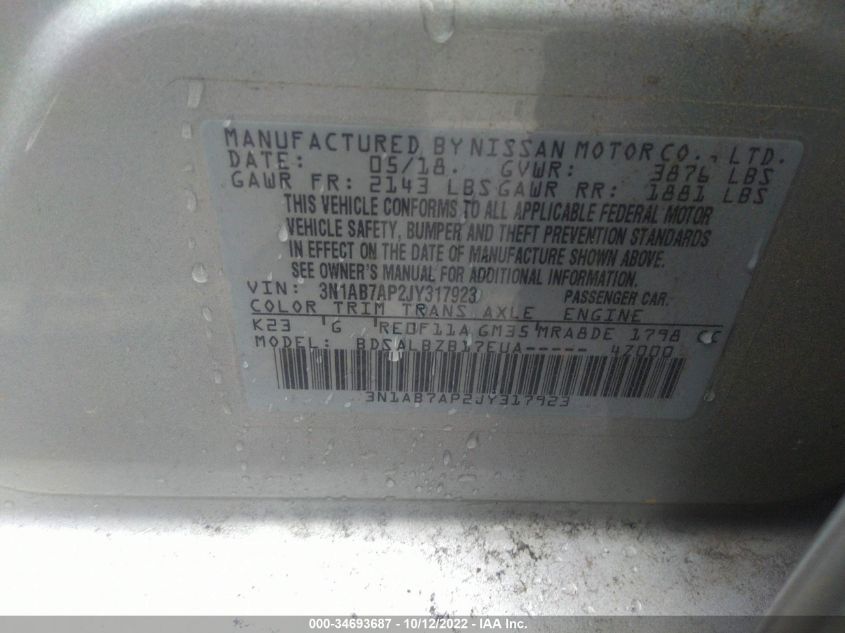 MANUFACTURED BY NISSAN MOTOR CO., LTD.
DATE: 05/18. GVWR: 3876 LBS
GAWR FR: 2143 LBS GAWR RR: 1881 LBS
THIS VEHICLE CONFORMS TO ALL APPLICABLE FEDERAL MOTOR
VEHICLE SAFETY, BUMPER AND THEFT PREVENTION STANDARDS
IN EFFECT ON THE DATE OF MANUFACTURE SHOWN ABOVE.
SEE OWNER'S MANUAL FOR ADDITIONAL INFORMATION.
VIN: 3N1AB7AP2JY317923 PASSENGER CAR.
COLOR TRIM TRANS AXLE ENGINE
K23 G RE0F11A GM35 MRA8DE 1798 CC
MODEL: BDSALBZB17EUA----- 4Z000
3N1AB7AP2JY317923
000-34693687 - 10/12/2022 - IAA Inc.